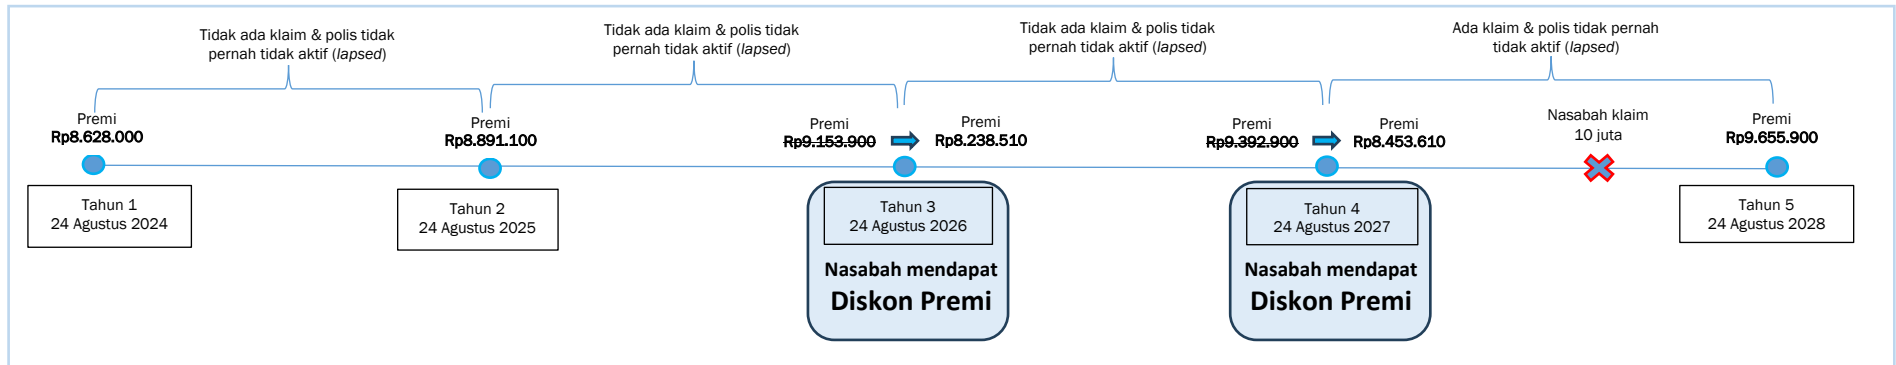 Tidak ada klaim & polis tidak
pernah tidak aktif (lapsed)
Tidak ada klaim & polis tidak
pernah tidak aktif (lapsed)
Tidak ada klaim & polis tidak
pernah tidak aktif (lapsed)
Ada klaim & polis tidak pernah
tidak aktif (lapsed)
Premi
Rp8.628.000
Premi
Rp8.891.100
Premi
Rp9.153.900
Premi
Rp8.238.510
Premi
Rp9.392.900
Premi
Rp8.453.610
Nasabah klaim
10 juta
Premi
Rp9.655.900
Tahun 1
24 Agustus 2024
Tahun 2
24 Agustus 2025
Tahun 3
24 Agustus 2026
Nasabah mendapat
Diskon Premi
Tahun 4
24 Agustus 2027
Nasabah mendapat
Diskon Premi
Tahun 5
24 Agustus 2028